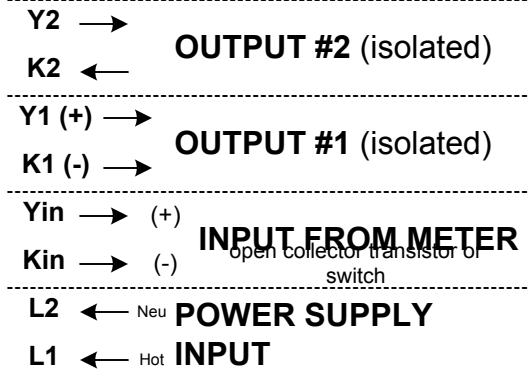 Y2
OUTPUT #2 (isolated)
K2
Y1 (+)
OUTPUT #1 (isolated)
K1 (-)
Yin (+)
INPUT FROM METER
open collector transistor or
switch
Kin (-)
L2 Neu POWER SUPPLY
L1 Hot INPUT